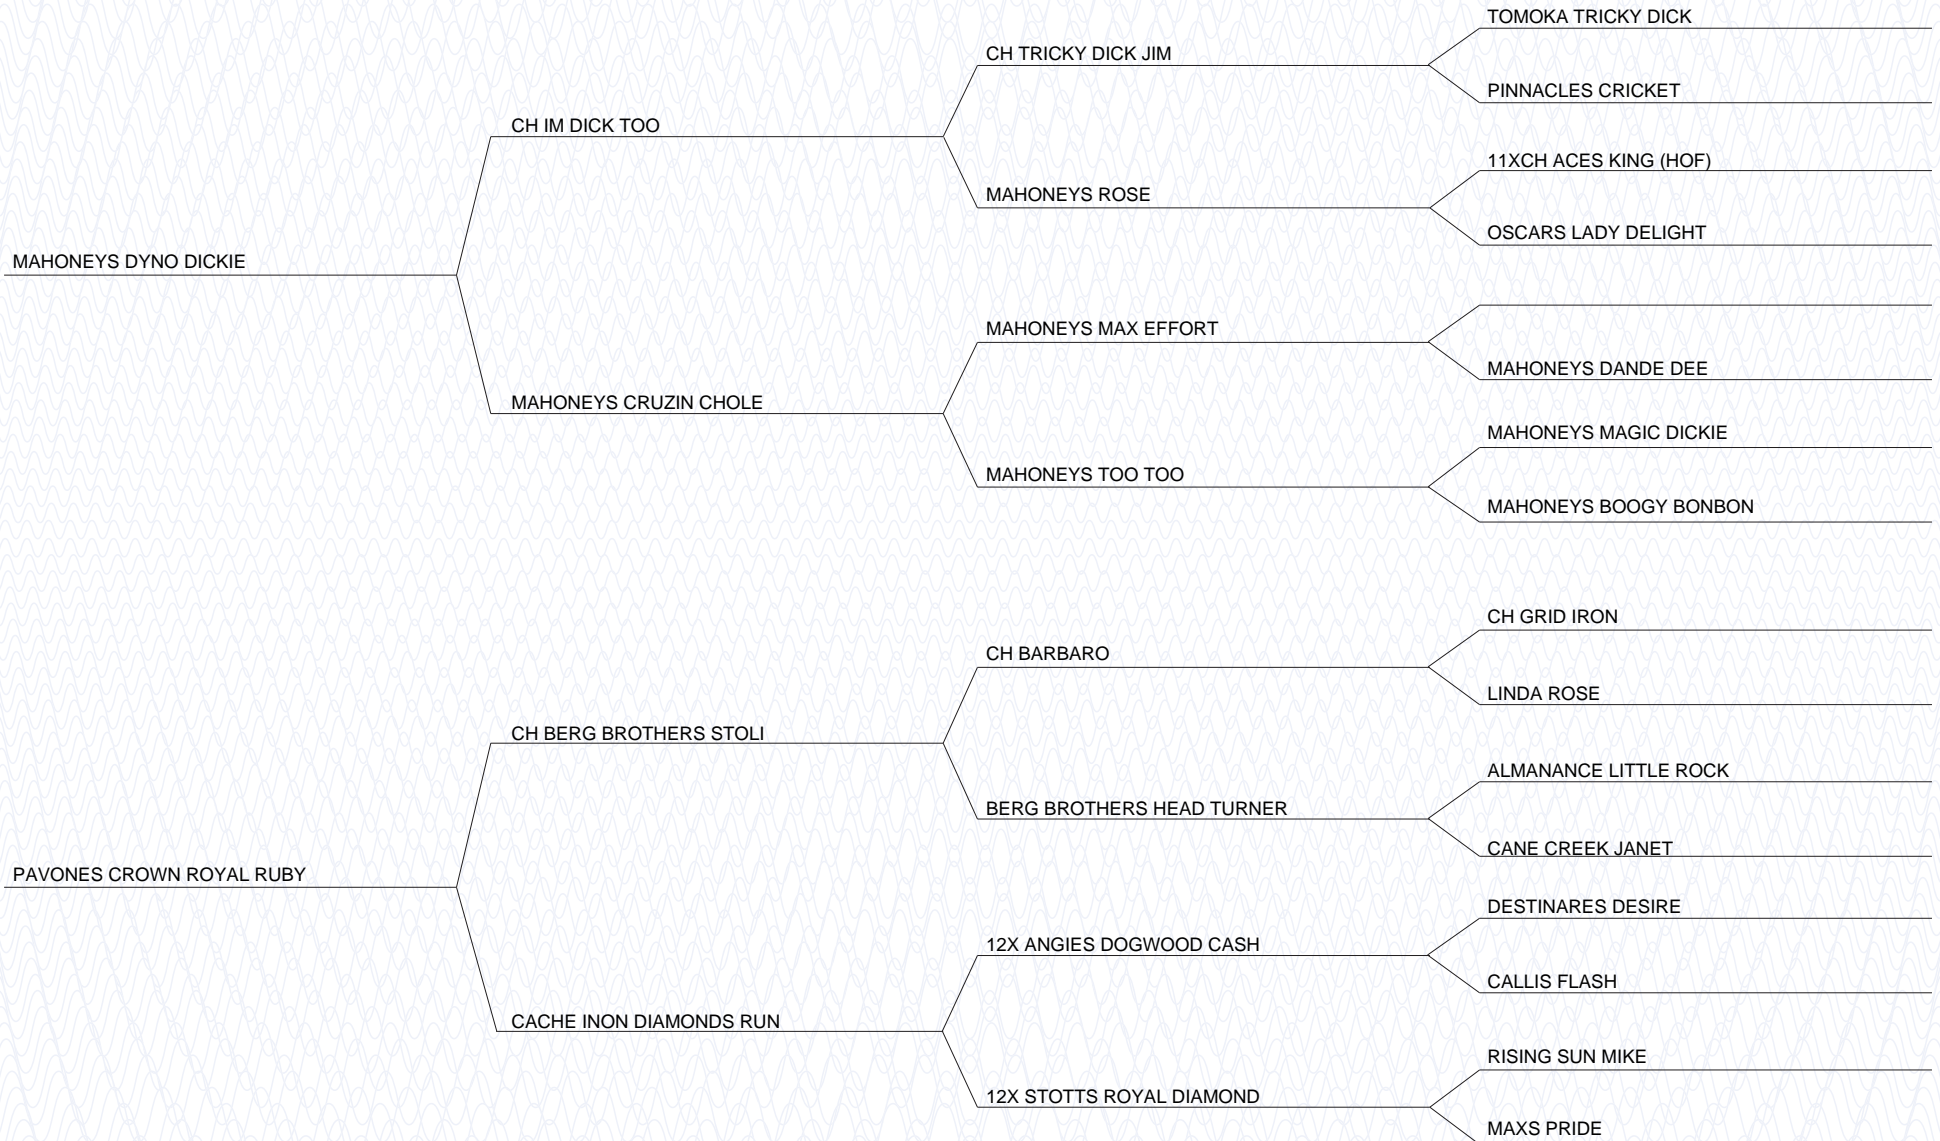 TOMOKA TRICKY DICK
CH TRICKY DICK JIM
PINNACLES CRICKET
CH IM DICK TOO
11XCH ACES KING (HOF)
MAHONEYS ROSE
OSCARS LADY DELIGHT
MAHONEYS DYNO DICKIE
MAHONEYS MAX EFFORT
MAHONEYS DANDE DEE
MAHONEYS CRUZIN CHOLE
MAHONEYS MAGIC DICKIE
MAHONEYS TOO TOO
MAHONEYS BOOGY BONBON
CH GRID IRON
CH BARBARO
LINDA ROSE
CH BERG BROTHERS STOLI
ALMANANCE LITTLE ROCK
BERG BROTHERS HEAD TURNER
CANE CREEK JANET
PAVONES CROWN ROYAL RUBY
DESTINARES DESIRE
12X ANGIES DOGWOOD CASH
CALLIS FLASH
CACHE INON DIAMONDS RUN
RISING SUN MIKE
12X STOTTS ROYAL DIAMOND
MAXS PRIDE